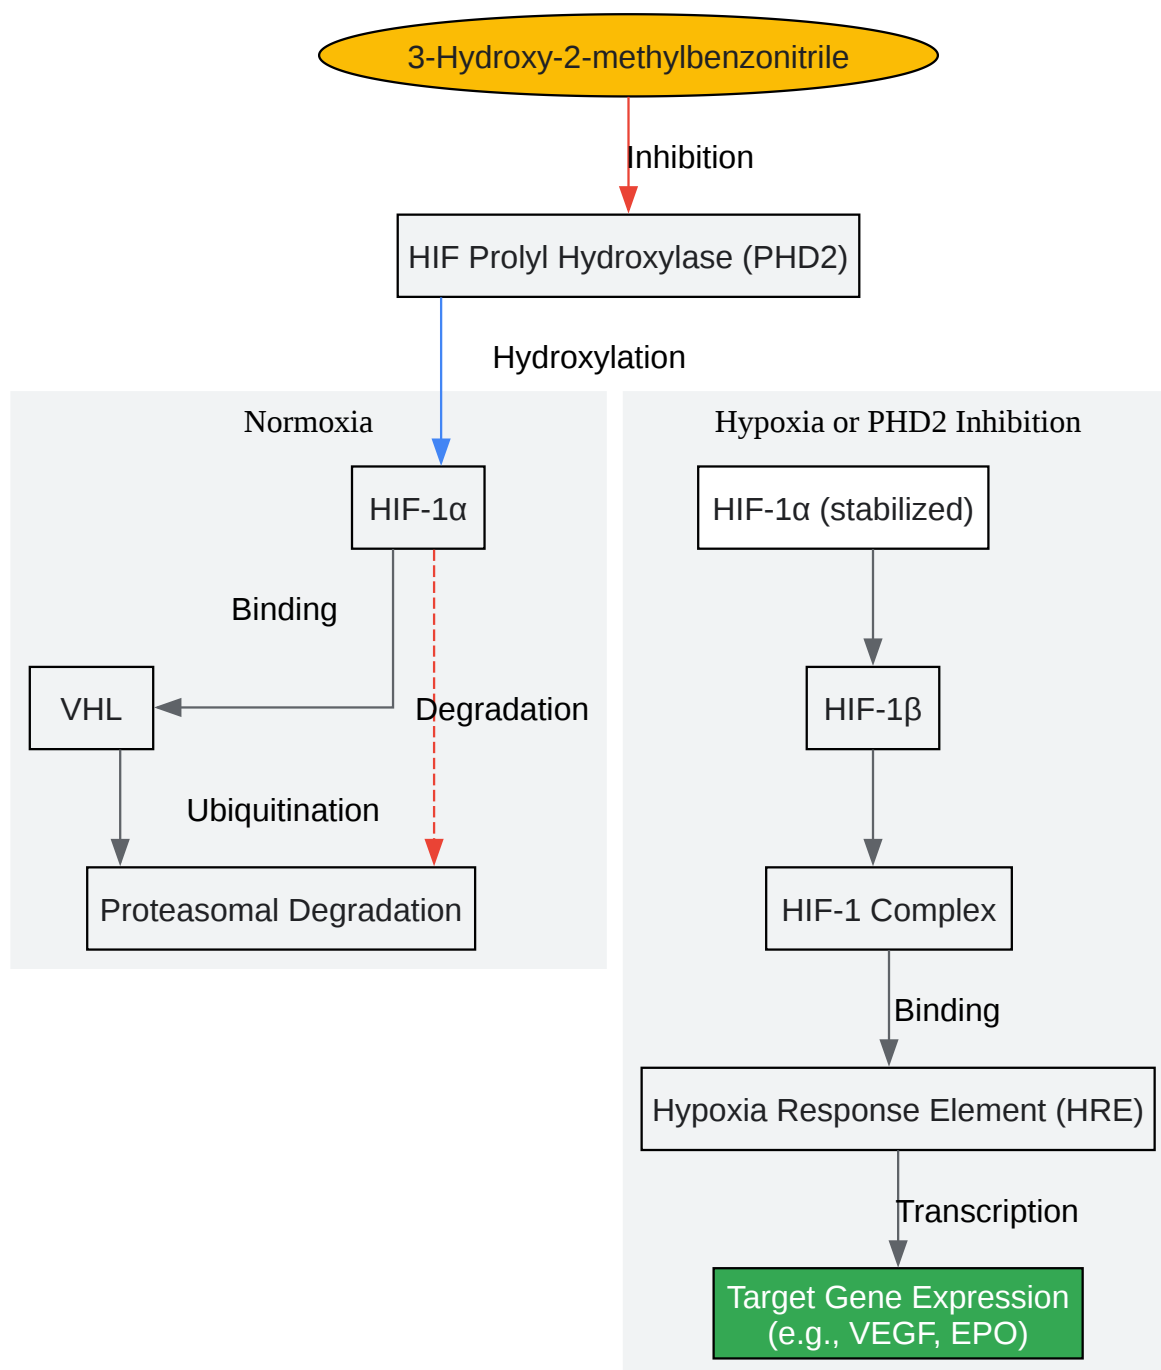 3-Hydroxy-2-methylbenzonitrile
Inhibition
HIF Prolyl Hydroxylase (PHD2)
Hydroxylation
Normoxia
HIF-1α
Binding
VHL
Degradation
Ubiquitination
Proteasomal Degradation
Hypoxia or PHD2 Inhibition
HIF-1α (stabilized)
HIF-1β
HIF-1 Complex
Binding
Hypoxia Response Element (HRE)
Transcription
Target Gene Expression
(e.g., VEGF, EPO)